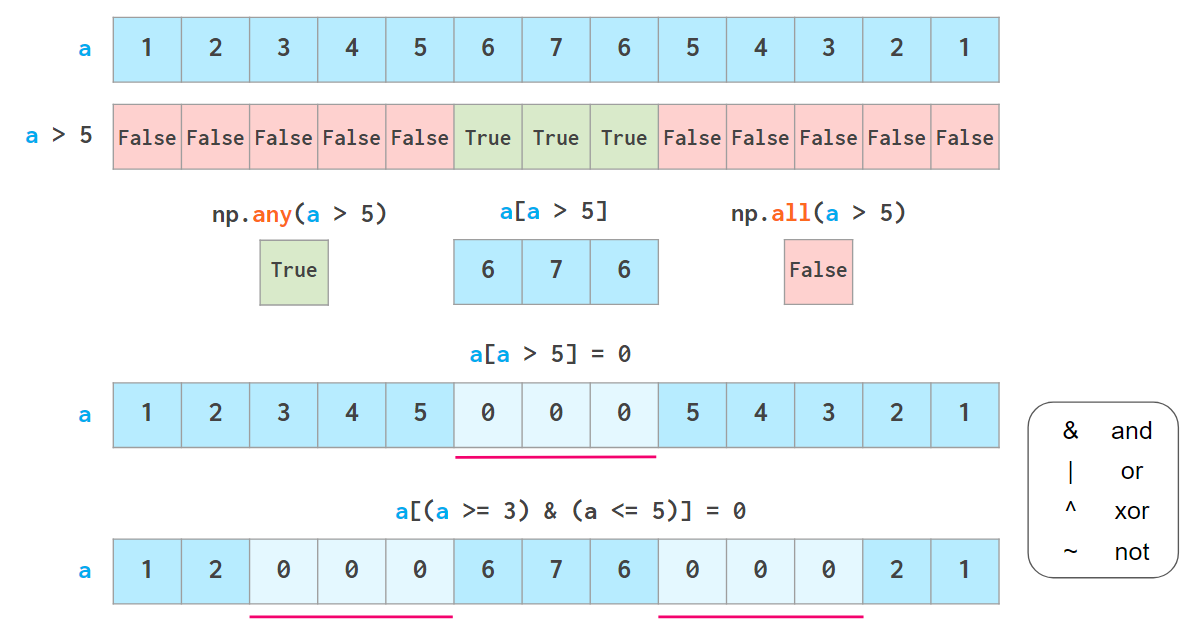 a 1 2 3 4 5 6 7 6 5 4 3 2 1
a > 5 False False False False False True True True False False False False False
np.any(a > 5) a[a > 5] np.all(a > 5)
True 6 7 6 False
a[a > 5] = 0
a 1 2 3 4 5 0 0 0 5 4 3 2 1
& and
| or
^ xor
~ not
a[(a >= 3) & (a <= 5)] = 0
a 1 2 0 0 0 6 7 6 0 0 0 2 1